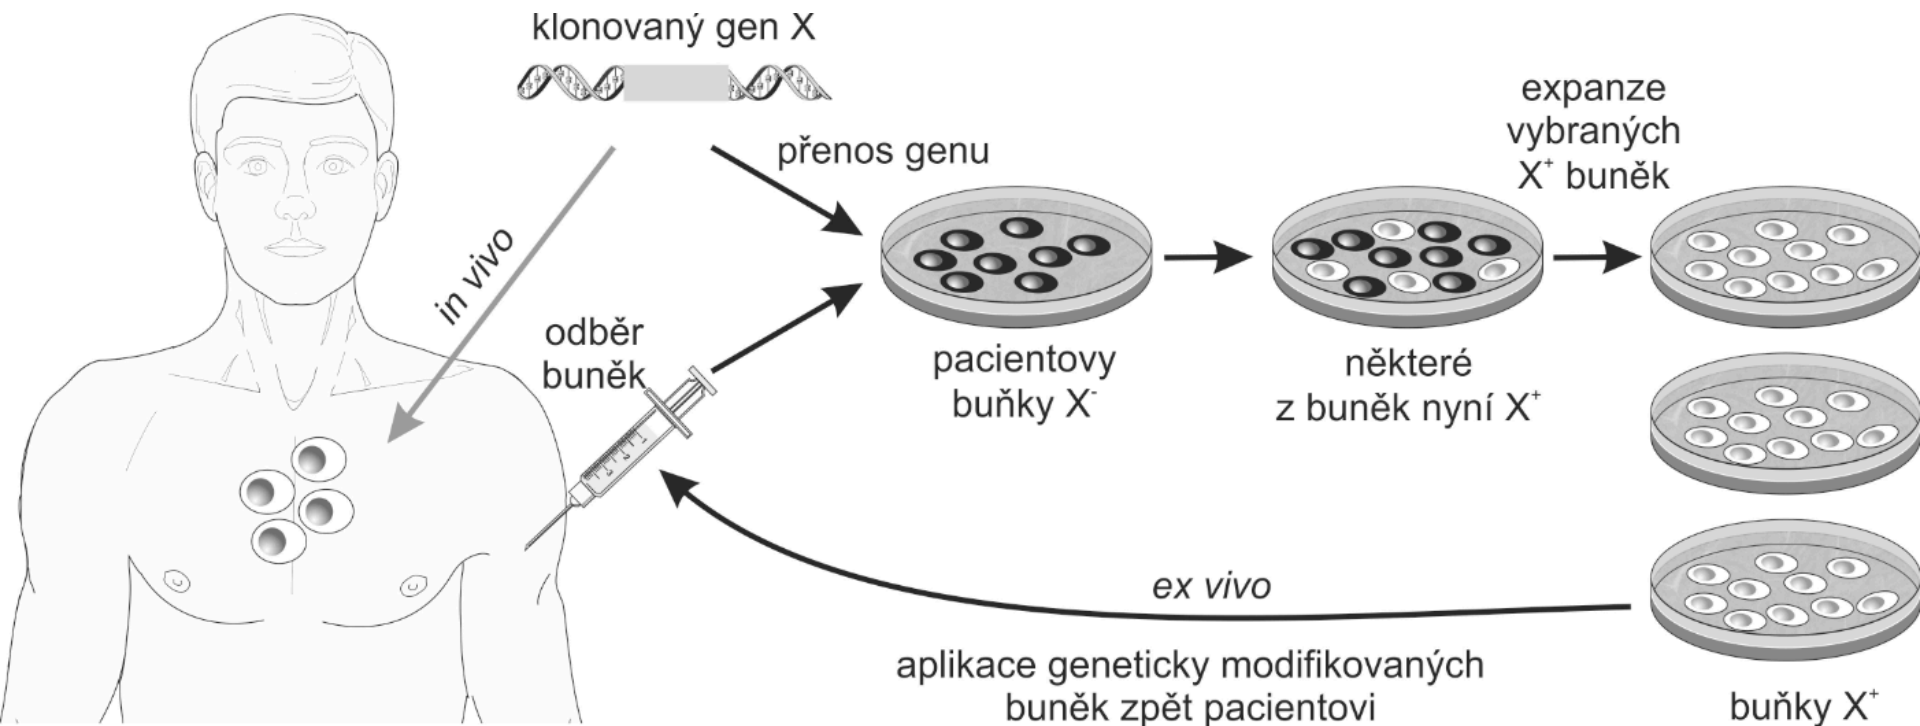 klonovaný gen X
přenos genu
in vivo
odběr
buněk
pacientovy
buňky X⁻
některé
z buněk nyní X⁺
expanze
vybraných
X⁺ buněk
ex vivo
aplikace geneticky modifikovaných
buněk zpět pacientovi
buňky X⁺